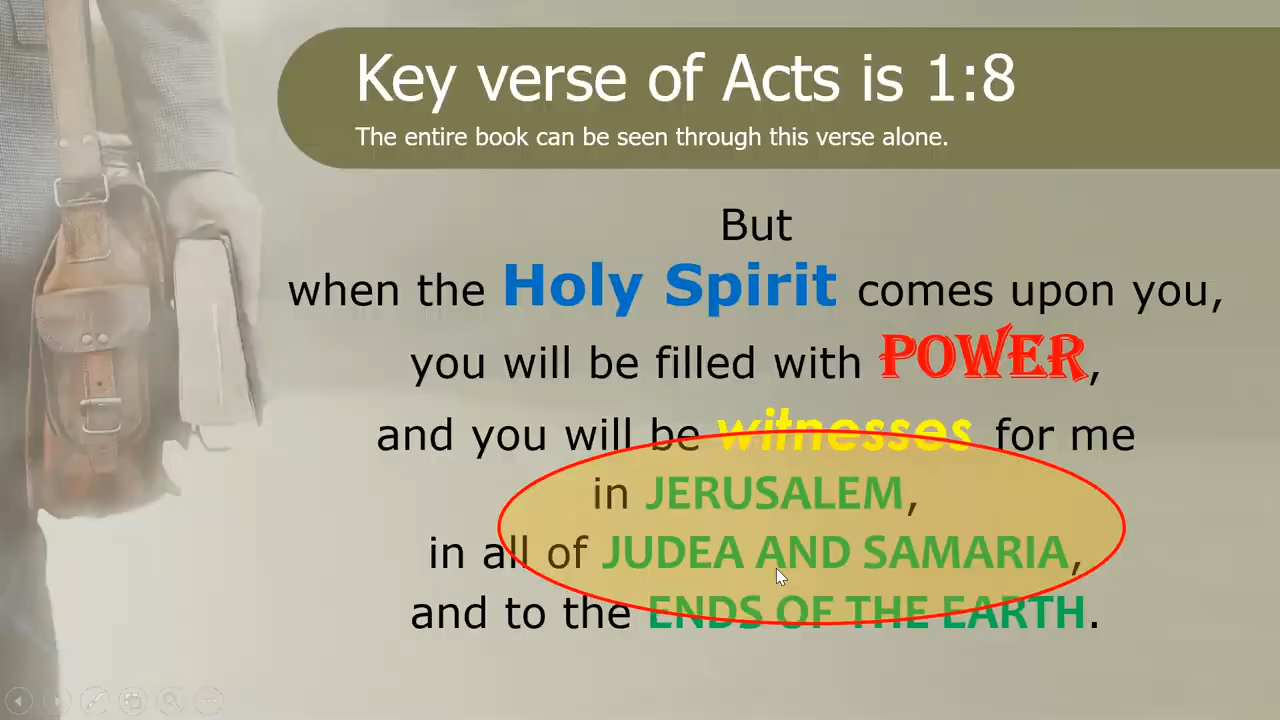 Key verse of Acts is 1:8
The entire book can be seen through this verse alone.
But
when the Holy Spirit comes upon you,
you will be filled with POWER,
and you will be witnesses for me
in JERUSALEM,
in all of JUDEA AND SAMARIA,
and to the ENDS OF THE EARTH.